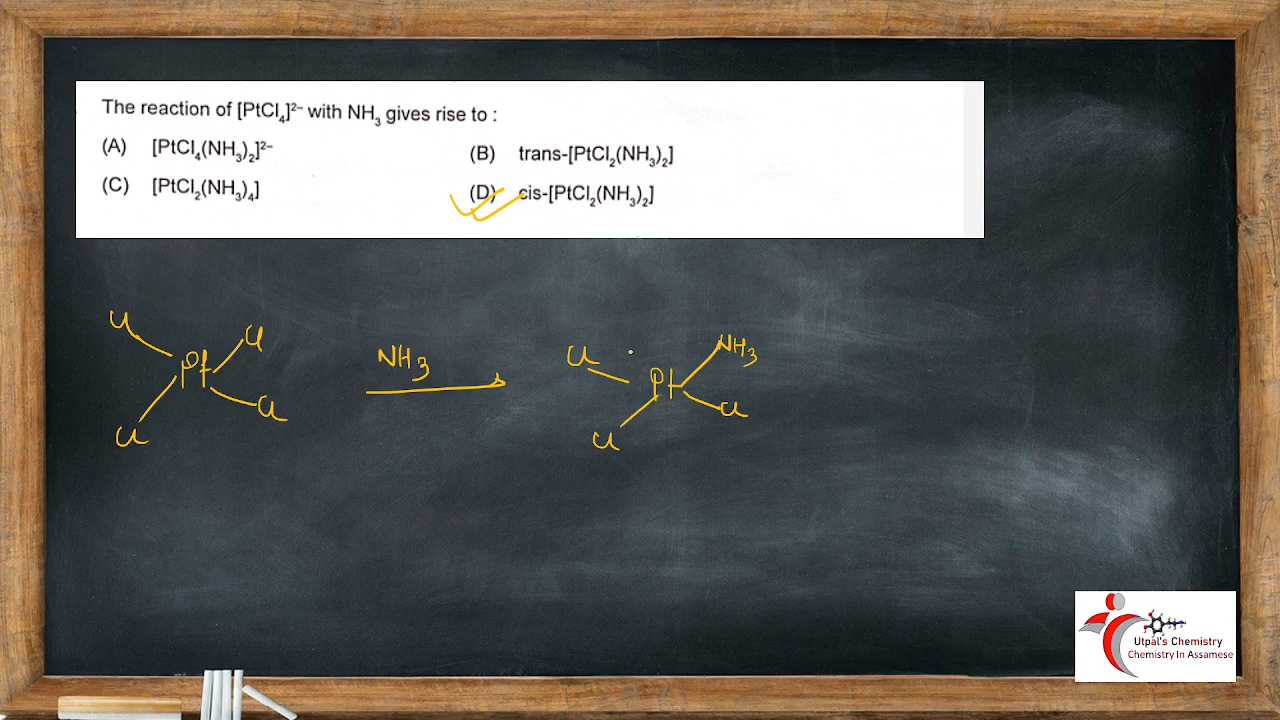 The reaction of [PtCl₄]²⁻ with NH₃ gives rise to :
(A) [PtCl₄(NH₃)₂]²⁻ (B) trans-[PtCl₂(NH₃)₂]
(C) [PtCl₂(NH₃)₄] (D) cis-[PtCl₂(NH₃)₂]
Cl Cl
Pt
Cl Cl
NH₃
Cl NH₃
Pt
Cl Cl
Utpal's Chemistry
Chemistry In Assamese